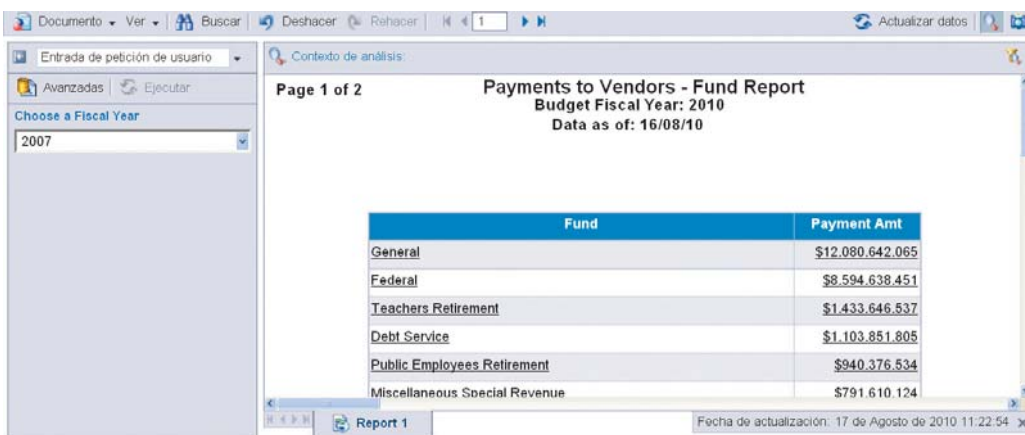 Documento Ver Buscar Deshacer Rehacer 1 Actualizar datos
Entrada de petición de usuario
Avanzadas Ejecutar
Choose a Fiscal Year
2007
Contexto de análisis:
Page 1 of 2
Payments to Vendors - Fund Report
Budget Fiscal Year: 2010
Data as of: 16/08/10
Fund Payment Amt
General $12.080.642.065
Federal $8.594.638.451
Teachers Retirement $1.433.646.537
Debt Service $1.103.851.805
Public Employees Retirement $940.376.534
Miscellaneous Special Revenue $791.610.124
Report 1
Fecha de actualización: 17 de Agosto de 2010 11:22:54